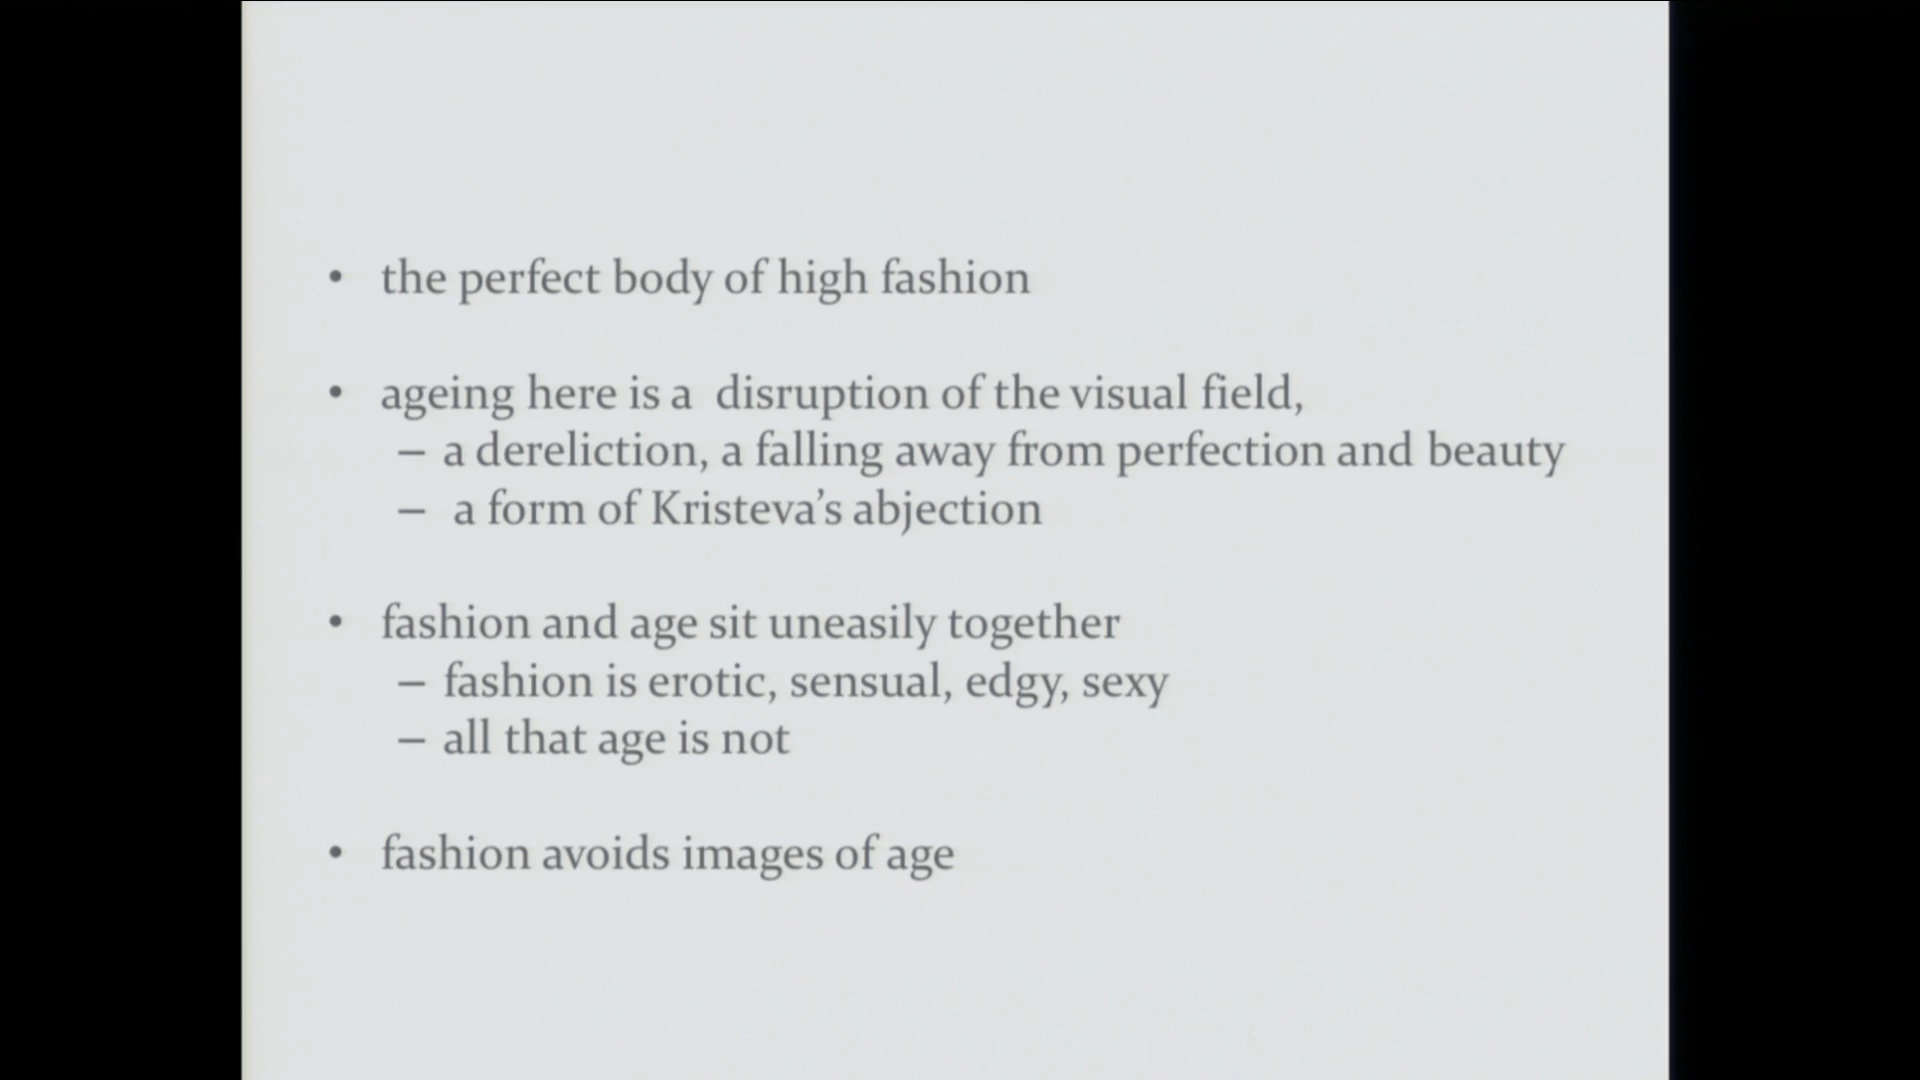 • the perfect body of high fashion
• ageing here is a  disruption of the visual field,
– a dereliction, a falling away from perfection and beauty
–  a form of Kristeva’s abjection
• fashion and age sit uneasily together
– fashion is erotic, sensual, edgy, sexy
– all that age is not
• fashion avoids images of age